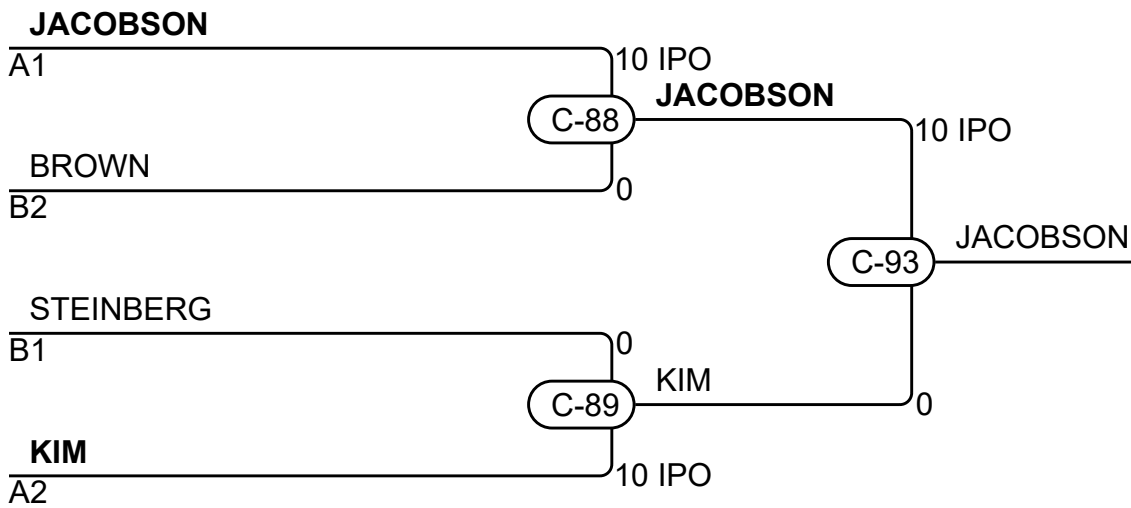 JACOBSON
A1
10 IPO
JACOBSON
C-88
10 IPO
BROWN
B2
0
JACOBSON
C-93
STEINBERG
B1
0
KIM
C-89
0
KIM
A2
10 IPO